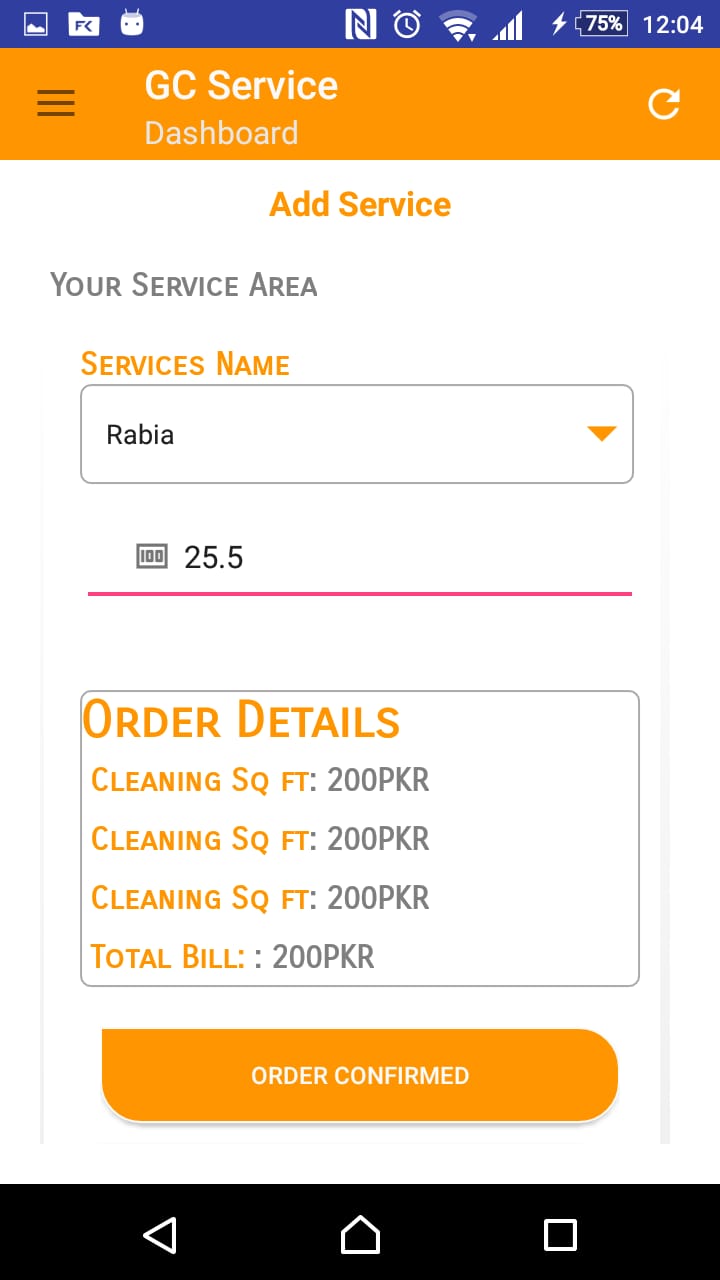 FK
75% 12:04
GC Service
Dashboard
Add Service
Your Service Area
Services Name
Rabia
100 25.5
Order Details
Cleaning Sq ft: 200PKR
Cleaning Sq ft: 200PKR
Cleaning Sq ft: 200PKR
Total Bill: : 200PKR
ORDER CONFIRMED